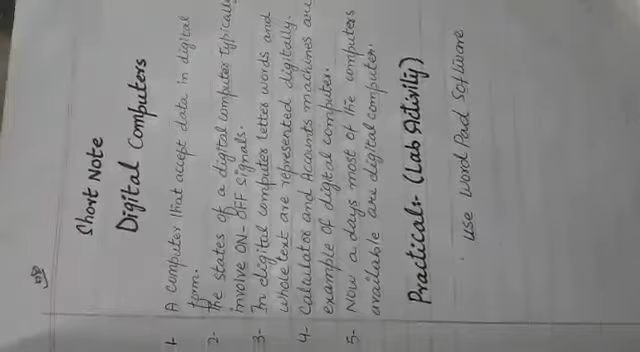 Short Note
Digital Computers
1- A Computer that accept data in digital
form.
2- The states of a digital computer typically
involve ON-OFF signals.
3- In digital computer letter words and
whole text are represented digitally.
4- Calculator and Accounts machines are
example of digital computer.
5- Now a days most of the computers
available are digital computer.
Practical:- (Lab Activity)
use Word Pad Software